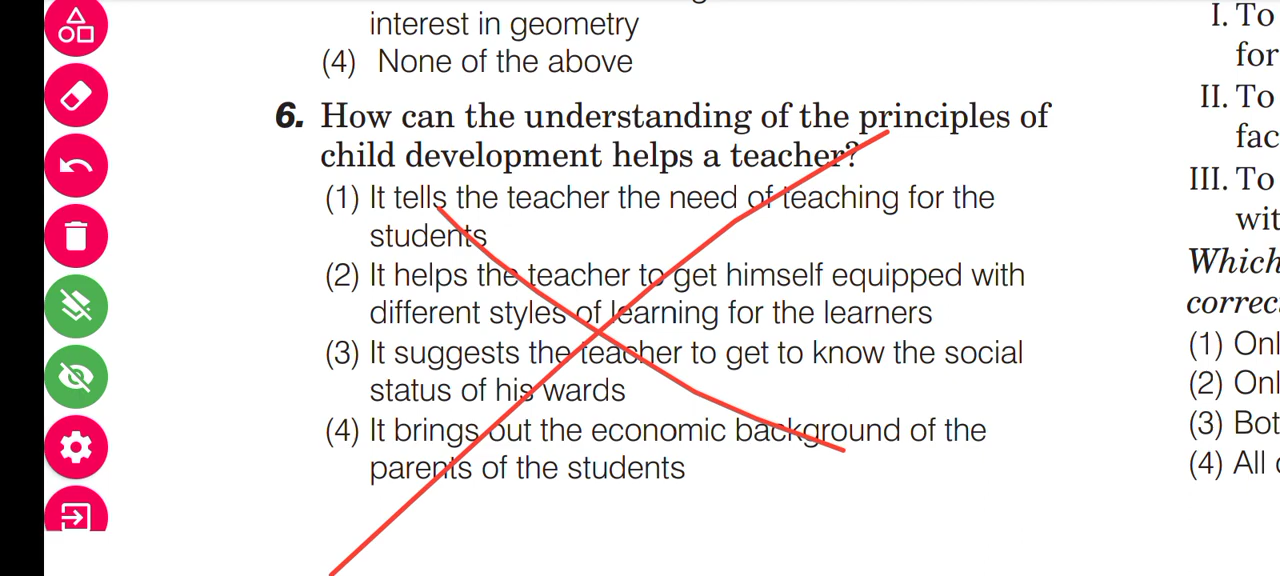 interest in geometry
(4) None of the above
6. How can the understanding of the principles of
child development helps a teacher?
(1) It tells the teacher the need of teaching for the
students
(2) It helps the teacher to get himself equipped with
different styles of learning for the learners
(3) It suggests the teacher to get to know the social
status of his wards
(4) It brings out the economic background of the
parents of the students
I. To
for
II. To
fac
III. To
wit
Which
correc
(1) Onl
(2) Onl
(3) Bot
(4) All